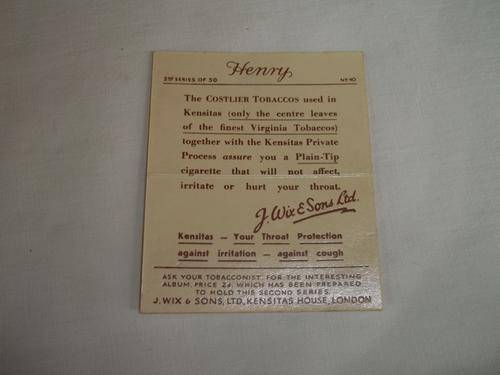 Henry
2ND SERIES OF 50 No 40
The COSTLIER TOBACCOS used in
Kensitas (only the centre leaves
of the finest Virginia Tobaccos)
together with the Kensitas Private
Process assure you a Plain-Tip
cigarette that will not affect,
irritate or hurt your throat.
J. Wix & Sons Ltd.
Kensitas — Your Throat Protection
against irritation — against cough
ASK YOUR TOBACCONIST FOR THE INTERESTING
ALBUM, PRICE 2d. WHICH HAS BEEN PREPARED
TO HOLD THIS SECOND SERIES.
J. WIX & SONS, LTD, KENSITAS HOUSE, LONDON